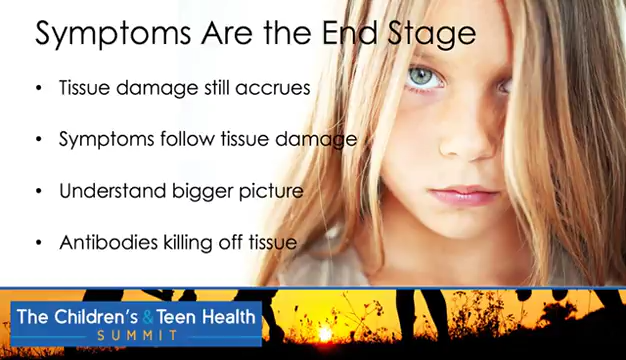 Symptoms Are the End Stage
• Tissue damage still accrues
• Symptoms follow tissue damage
• Understand bigger picture
• Antibodies killing off tissue
The Children's & Teen Health
SUMMIT